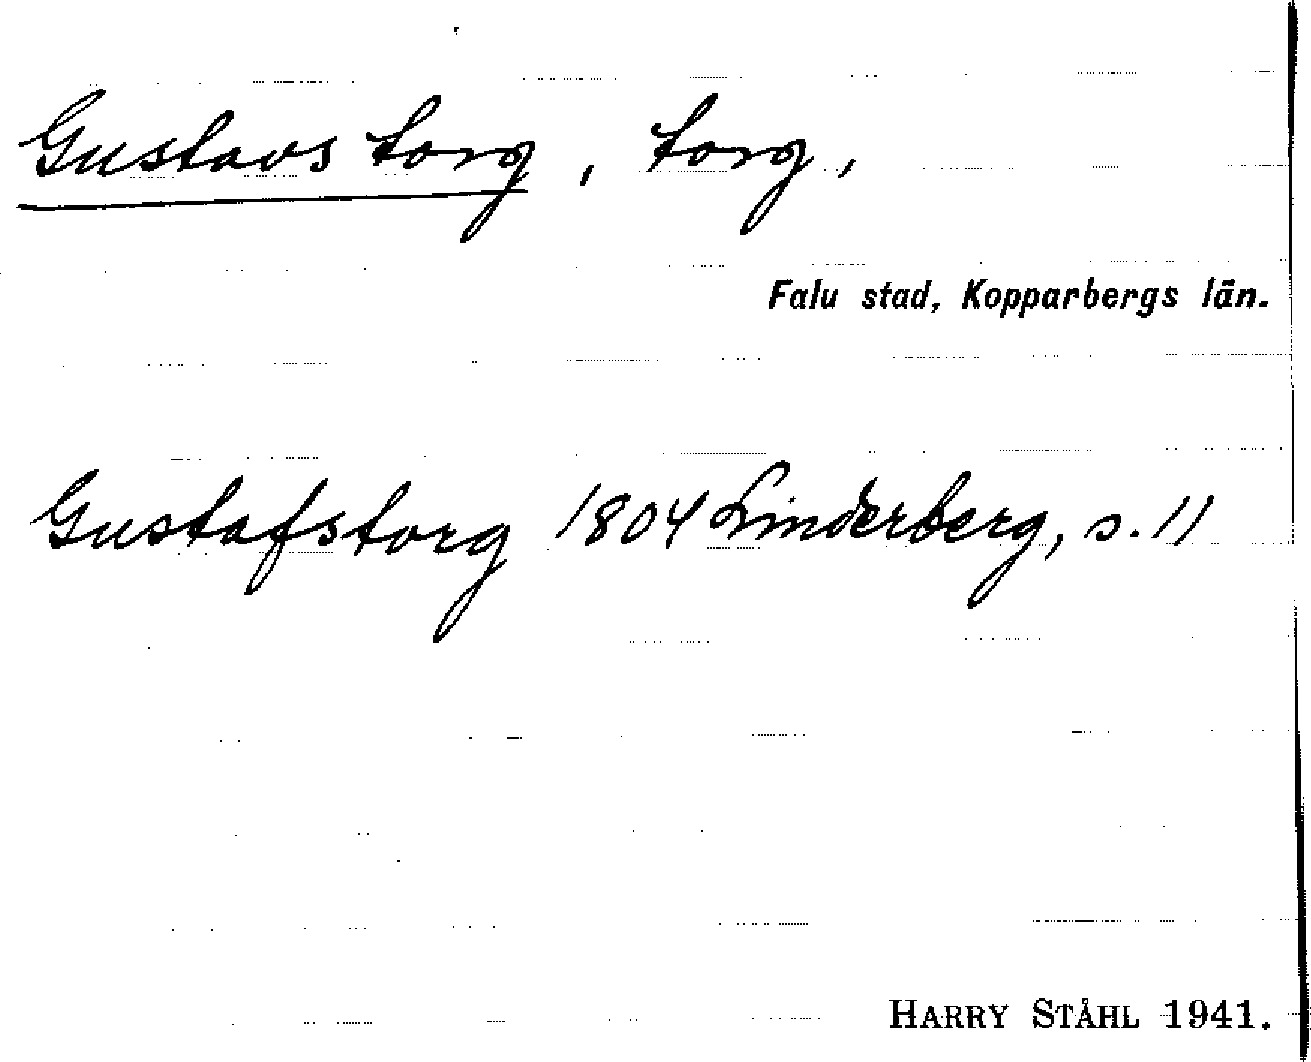 Gustavs torg, torg,
Falu stad, Kopparbergs län.
Gustafstorg 1804 Linderberg, s. 11
HARRY STÅHL 1941.